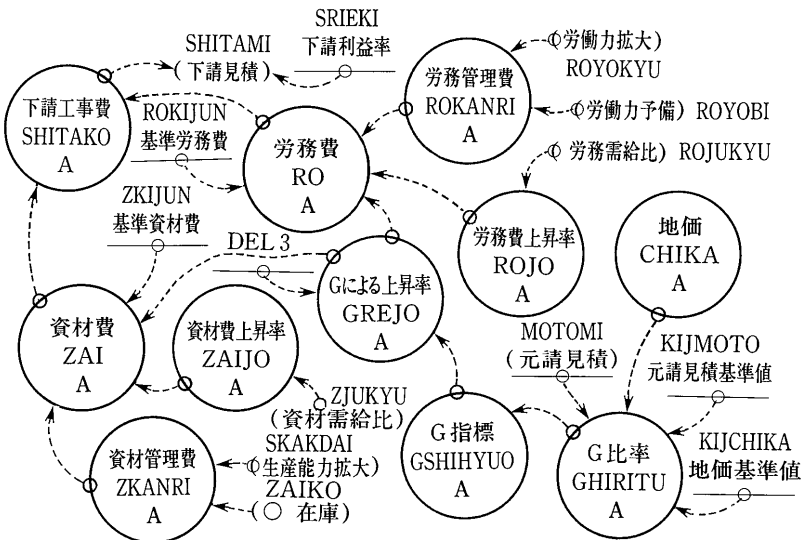 SRIEKI
下請利益率
SHITAMI
(下請見積)
下請工事費
SHITAKO
A
ROKIJUN
基準労務費
労務費
RO
A
労務管理費
ROKANRI
A
(労働力拡大)
ROYOKYU
(労働力予備) ROYOBI
(労務需給比) ROJUKYU
労務費上昇率
ROJO
A
地価
CHIKA
A
ZKIJUN
基準資材費
DEL 3
Gによる上昇率
GREJO
A
資材費
ZAI
A
資材費上昇率
ZAIJO
A
ZJUKYU
(資材需給比)
MOTOMI
(元請見積)
KIJMOTO
元請見積基準値
G指標
GSHIHYUO
A
G比率
GHIRITU
A
KIJCHIKA
地価基準値
資材管理費
ZKANRI
A
SKAKDAI
(生産能力拡大)
ZAIKO
(○ 在庫)